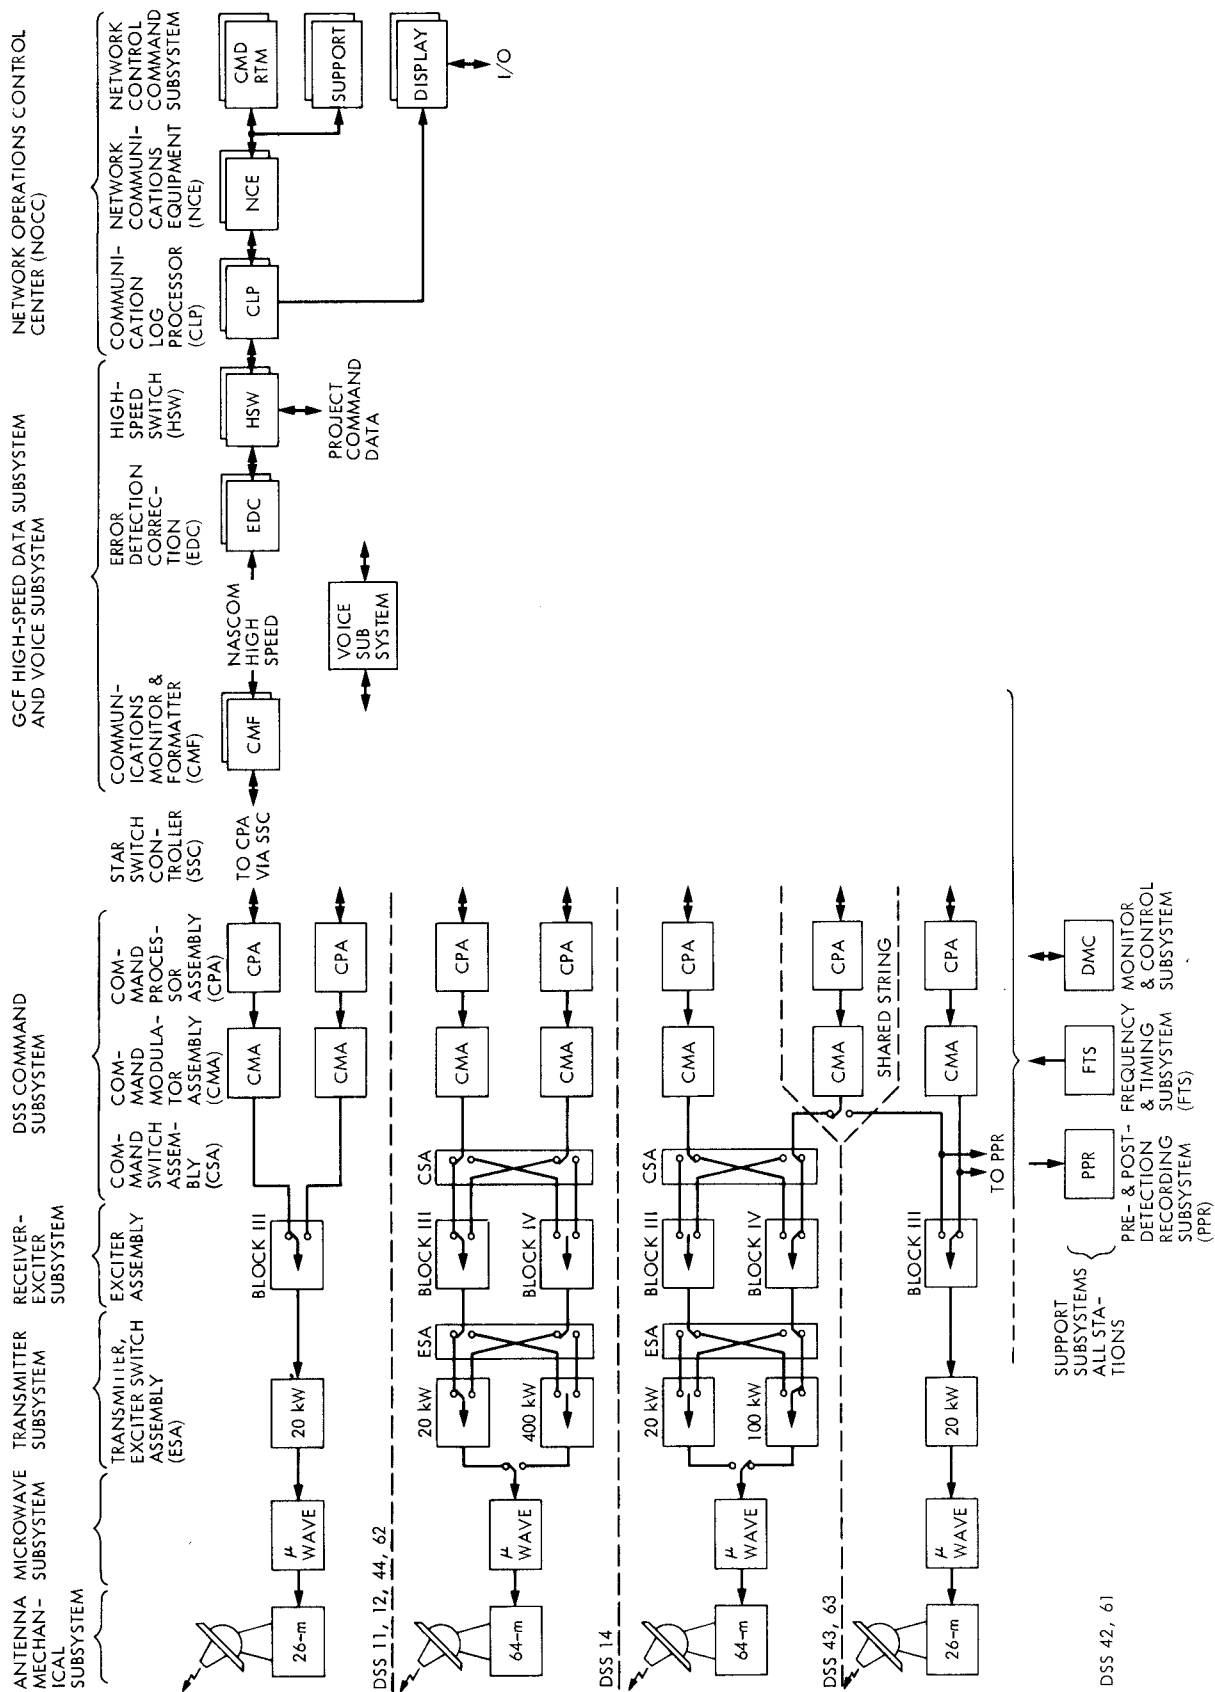 ANTENNA
MECHAN-
ICAL
SUBSYSTEM
MICROWAVE
SUBSYSTEM
TRANSMITTER
SUBSYSTEM
RECEIVER-
EXCITER
SUBSYSTEM
DSS COMMAND
SUBSYSTEM
GCF HIGH-SPEED DATA SUBSYSTEM
AND VOICE SUBSYSTEM
NETWORK OPERATIONS CONTROL
CENTER (NOCC)
TRANSMITTER,
EXCITER SWITCH
ASSEMBLY
(ESA)
EXCITER
ASSEMBLY
COM-
MAND
SWITCH
ASSEM-
BLY
(CSA)
COM-
MAND
MODULA-
TOR
ASSEMBLY
(CMA)
COM-
MAND
PROCES-
SOR
ASSEMBLY
(CPA)
STAR
SWITCH
CON-
TROLLER
(SSC)
COMMUN-
ICATIONS
MONITOR &
FORMATTER
(CMF)
ERROR
DETECTION
CORREC-
TION
(EDC)
HIGH-
SPEED
SWITCH
(HSW)
COMMUNI-
CATION
LOG
PROCESSOR
(CLP)
NETWORK
COMMUNI-
CATIONS
EQUIPMENT
(NCE)
NETWORK
CONTROL
COMMAND
SUBSYSTEM
26-m
μ
WAVE
20 kW
BLOCK III
CMA
CPA
CMA
CPA
TO CPA
VIA SSC
CMF
NASCOM
HIGH
SPEED
EDC
HSW
CLP
NCE
CMD
RTM
SUPPORT
DISPLAY
I/O
PROJECT
COMMAND
DATA
VOICE
SUB
SYSTEM
DSS 11, 12, 44, 62
64-m
μ
WAVE
20 kW
400 kW
ESA
BLOCK III
BLOCK IV
CSA
CMA
CPA
CMA
CPA
DSS 14
64-m
μ
WAVE
20 kW
100 kW
ESA
BLOCK III
BLOCK IV
CSA
CMA
CPA
CMA
CPA
SHARED STRING
DSS 43, 63
26-m
μ
WAVE
20 kW
BLOCK III
CMA
CPA
TO PPR
DSS 42, 61
SUPPORT
SUBSYSTEMS
ALL STA-
TIONS
PPR
FTS
DMC
PRE- & POST-
DETECTION
RECORDING
SUBSYSTEM
(PPR)
FREQUENCY
& TIMING
SUBSYSTEM
(FTS)
MONITOR
& CONTROL
SUBSYSTEM